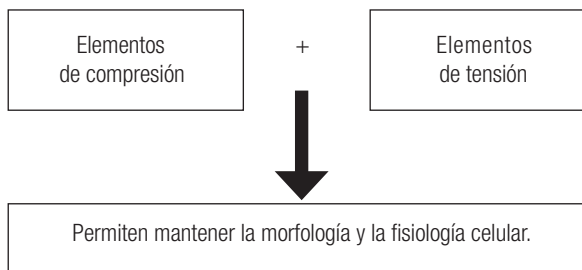 Elementos
de compresión
+
Elementos
de tensión
Permiten mantener la morfología y la fisiología celular.